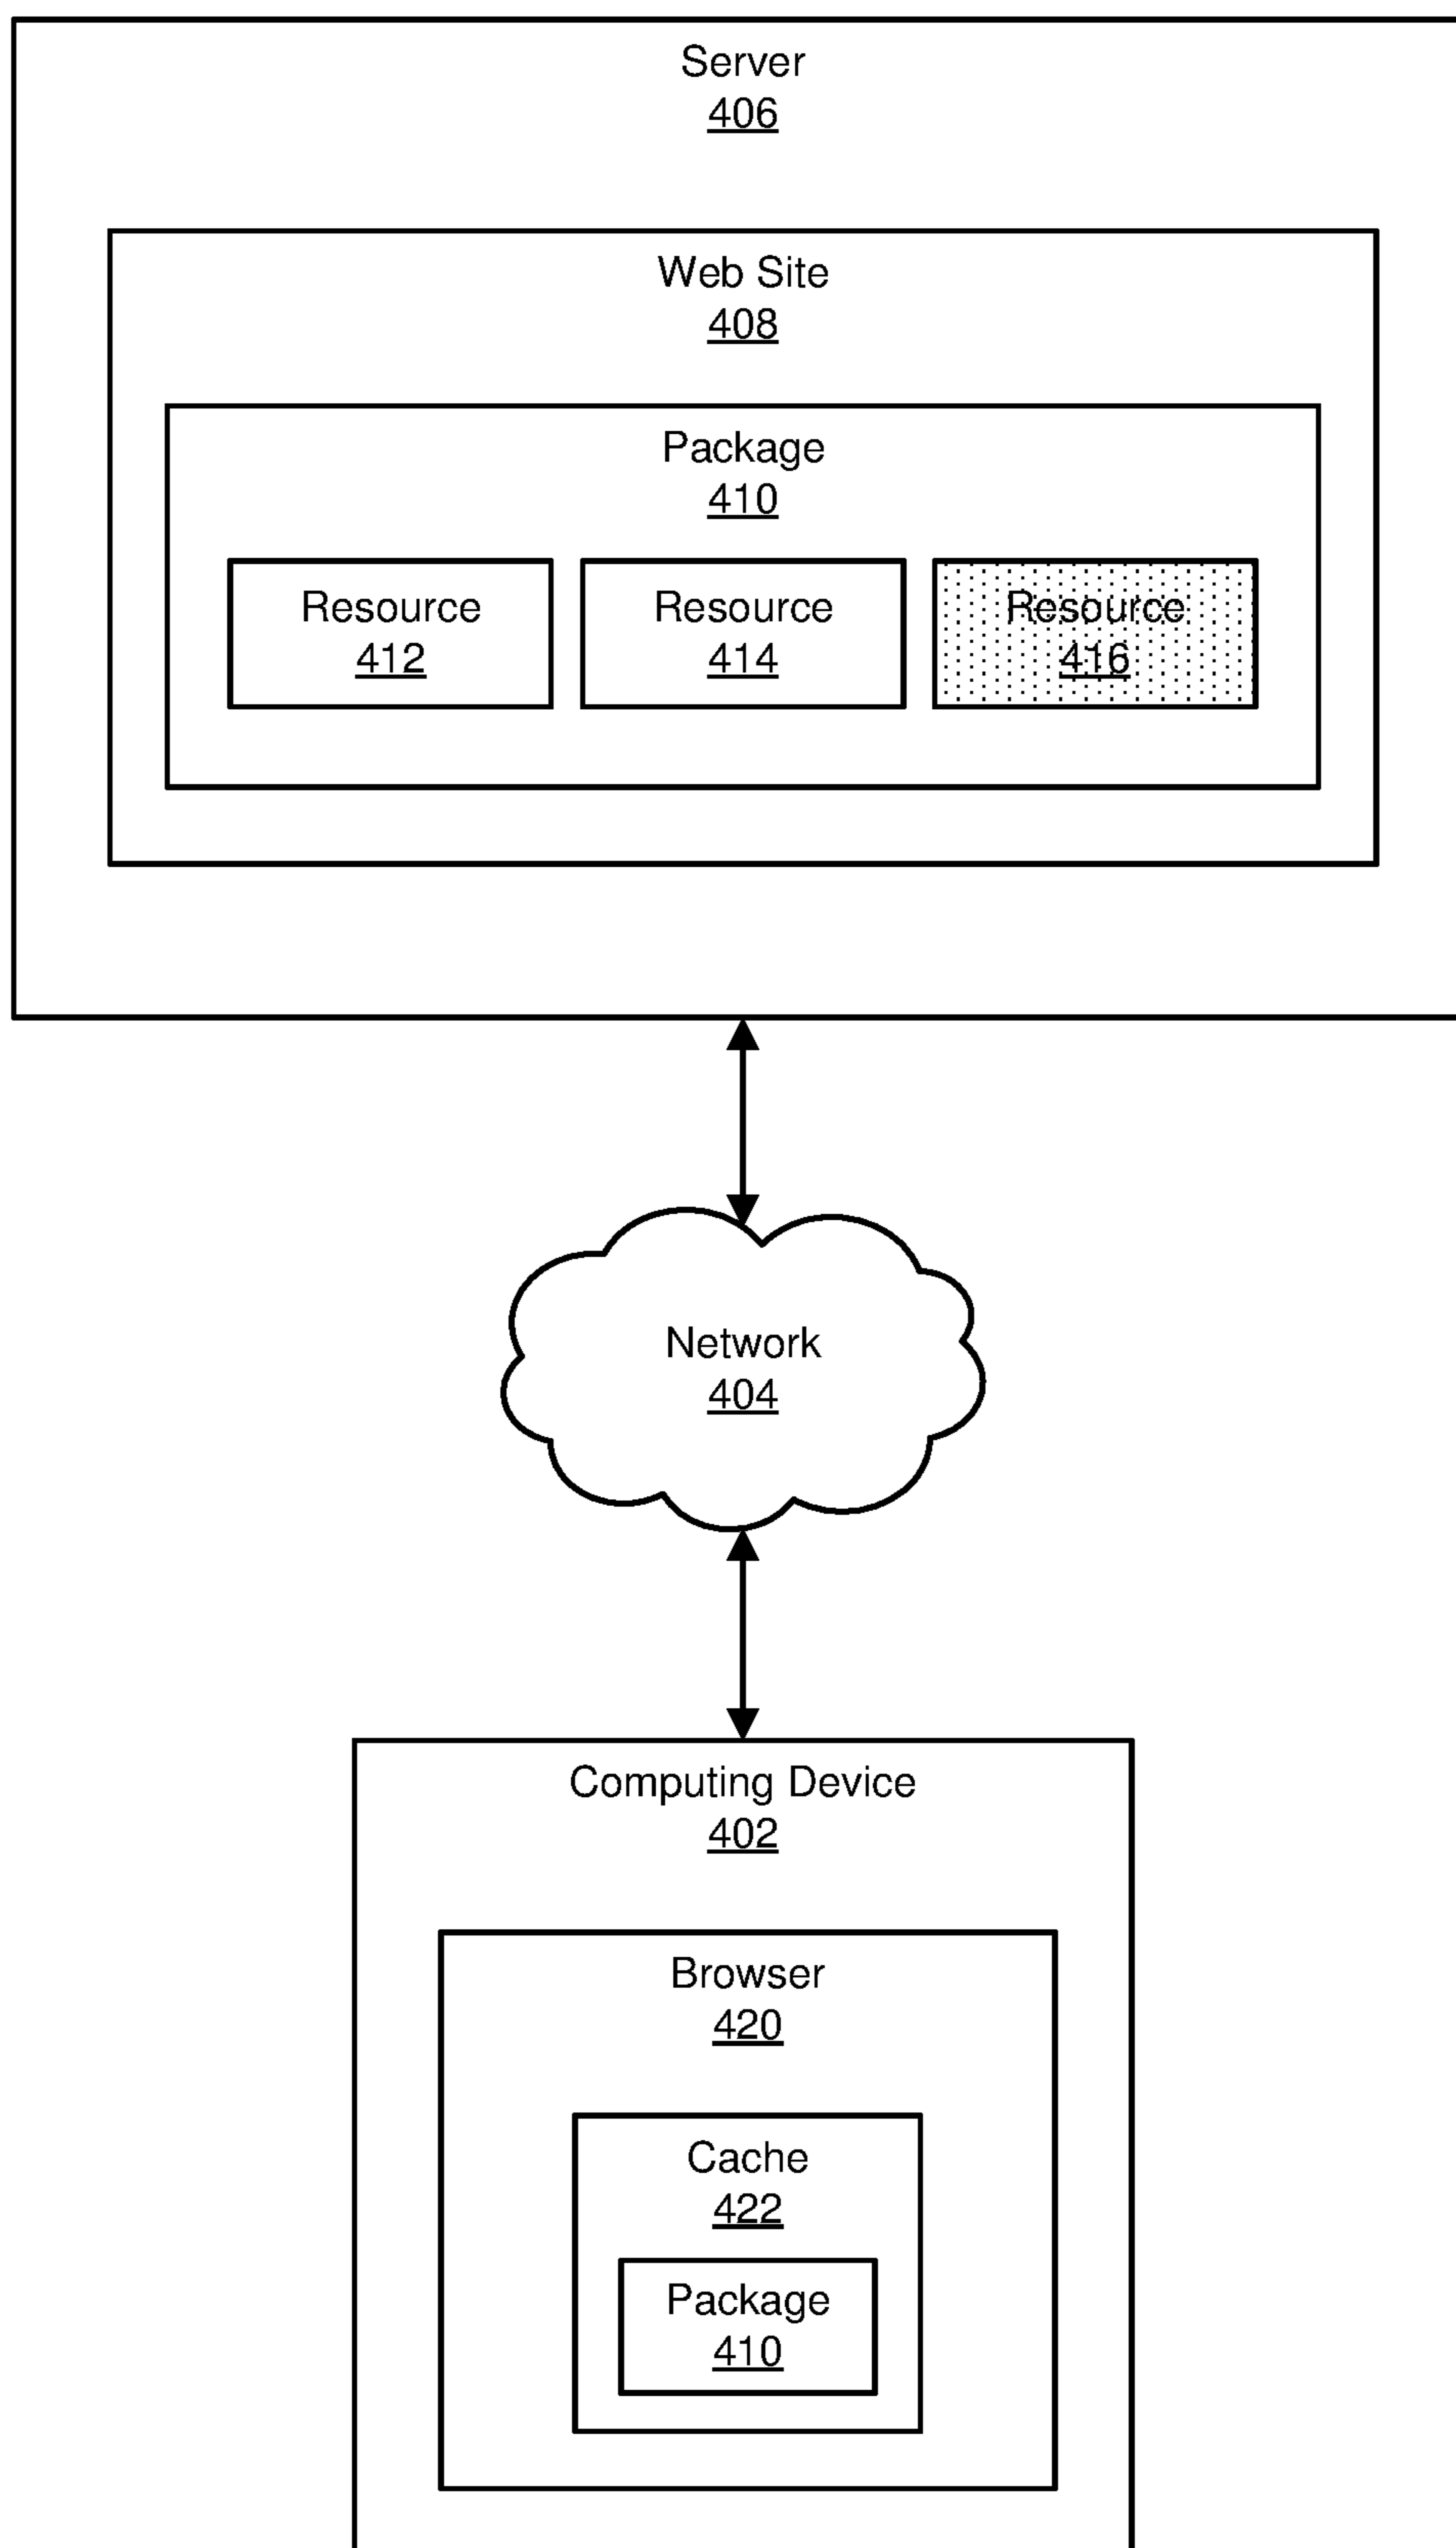 Server
406
Web Site
408
Package
410
Resource
412
Resource
414
Resource
416
Network
404
Computing Device
402
Browser
420
Cache
422
Package
410